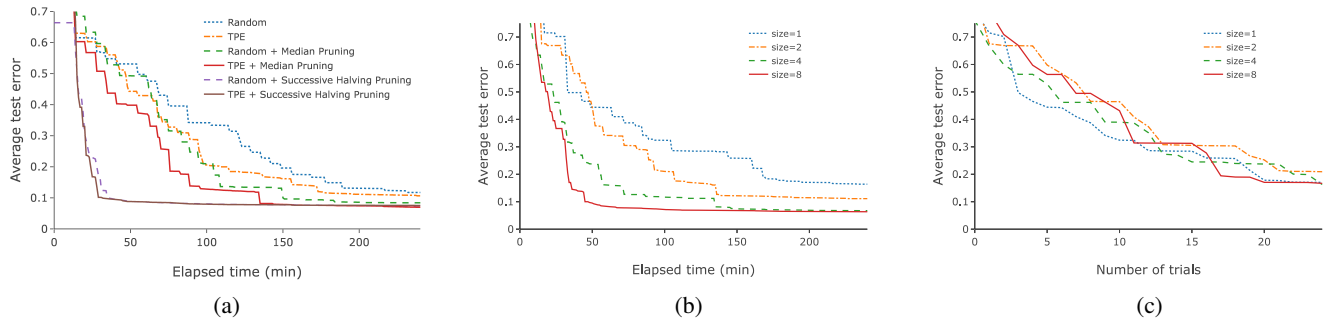 0.7
0.6
0.5
0.4
0.3
0.2
0.1
0
Average test error
0
50
100
150
200
Elapsed time (min)
Random
TPE
Random + Median Pruning
TPE + Median Pruning
Random + Successive Halving Pruning
TPE + Successive Halving Pruning
(a)
0.7
0.6
0.5
0.4
0.3
0.2
0.1
0.0
Average test error
0
50
100
150
200
Elapsed time (min)
size=1
size=2
size=4
size=8
(b)
0.7
0.6
0.5
0.4
0.3
0.2
0.1
0.0
Average test error
0
5
10
15
20
Number of trials
size=1
size=2
size=4
size=8
(c)